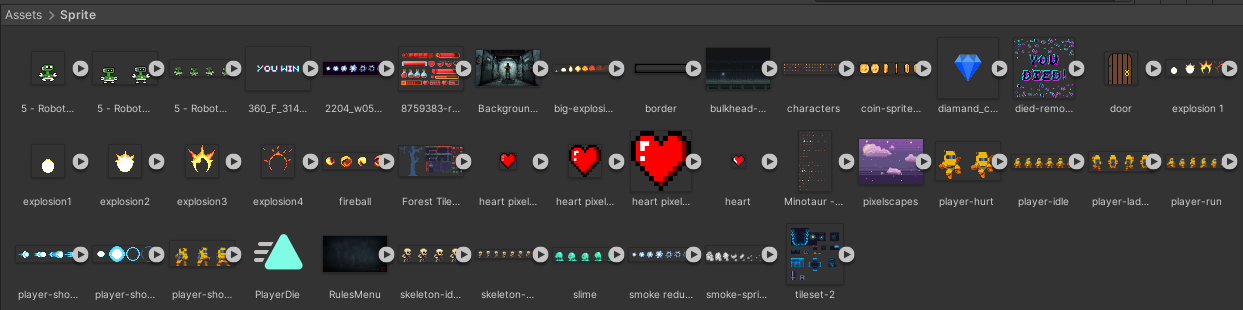 Assets > Sprite
5 - Robot... 5 - Robot... 5 - Robot... 360_F_314... 2204_w05... 8759383-r... Backgroun... big-explosi... border bulkhead-... characters coin-sprite... diamand_c... died-remo... door explosion 1
YOU WIN
YOU DIED!
explosion1 explosion2 explosion3 explosion4 fireball Forest Tile... heart pixel... heart pixel... heart pixel... heart Minotaur -... pixelscapes player-hurt player-idle player-lad... player-run
player-sho... player-sho... player-sho... PlayerDie RulesMenu skeleton-id... skeleton-... slime smoke redu... smoke-spri... tileset-2